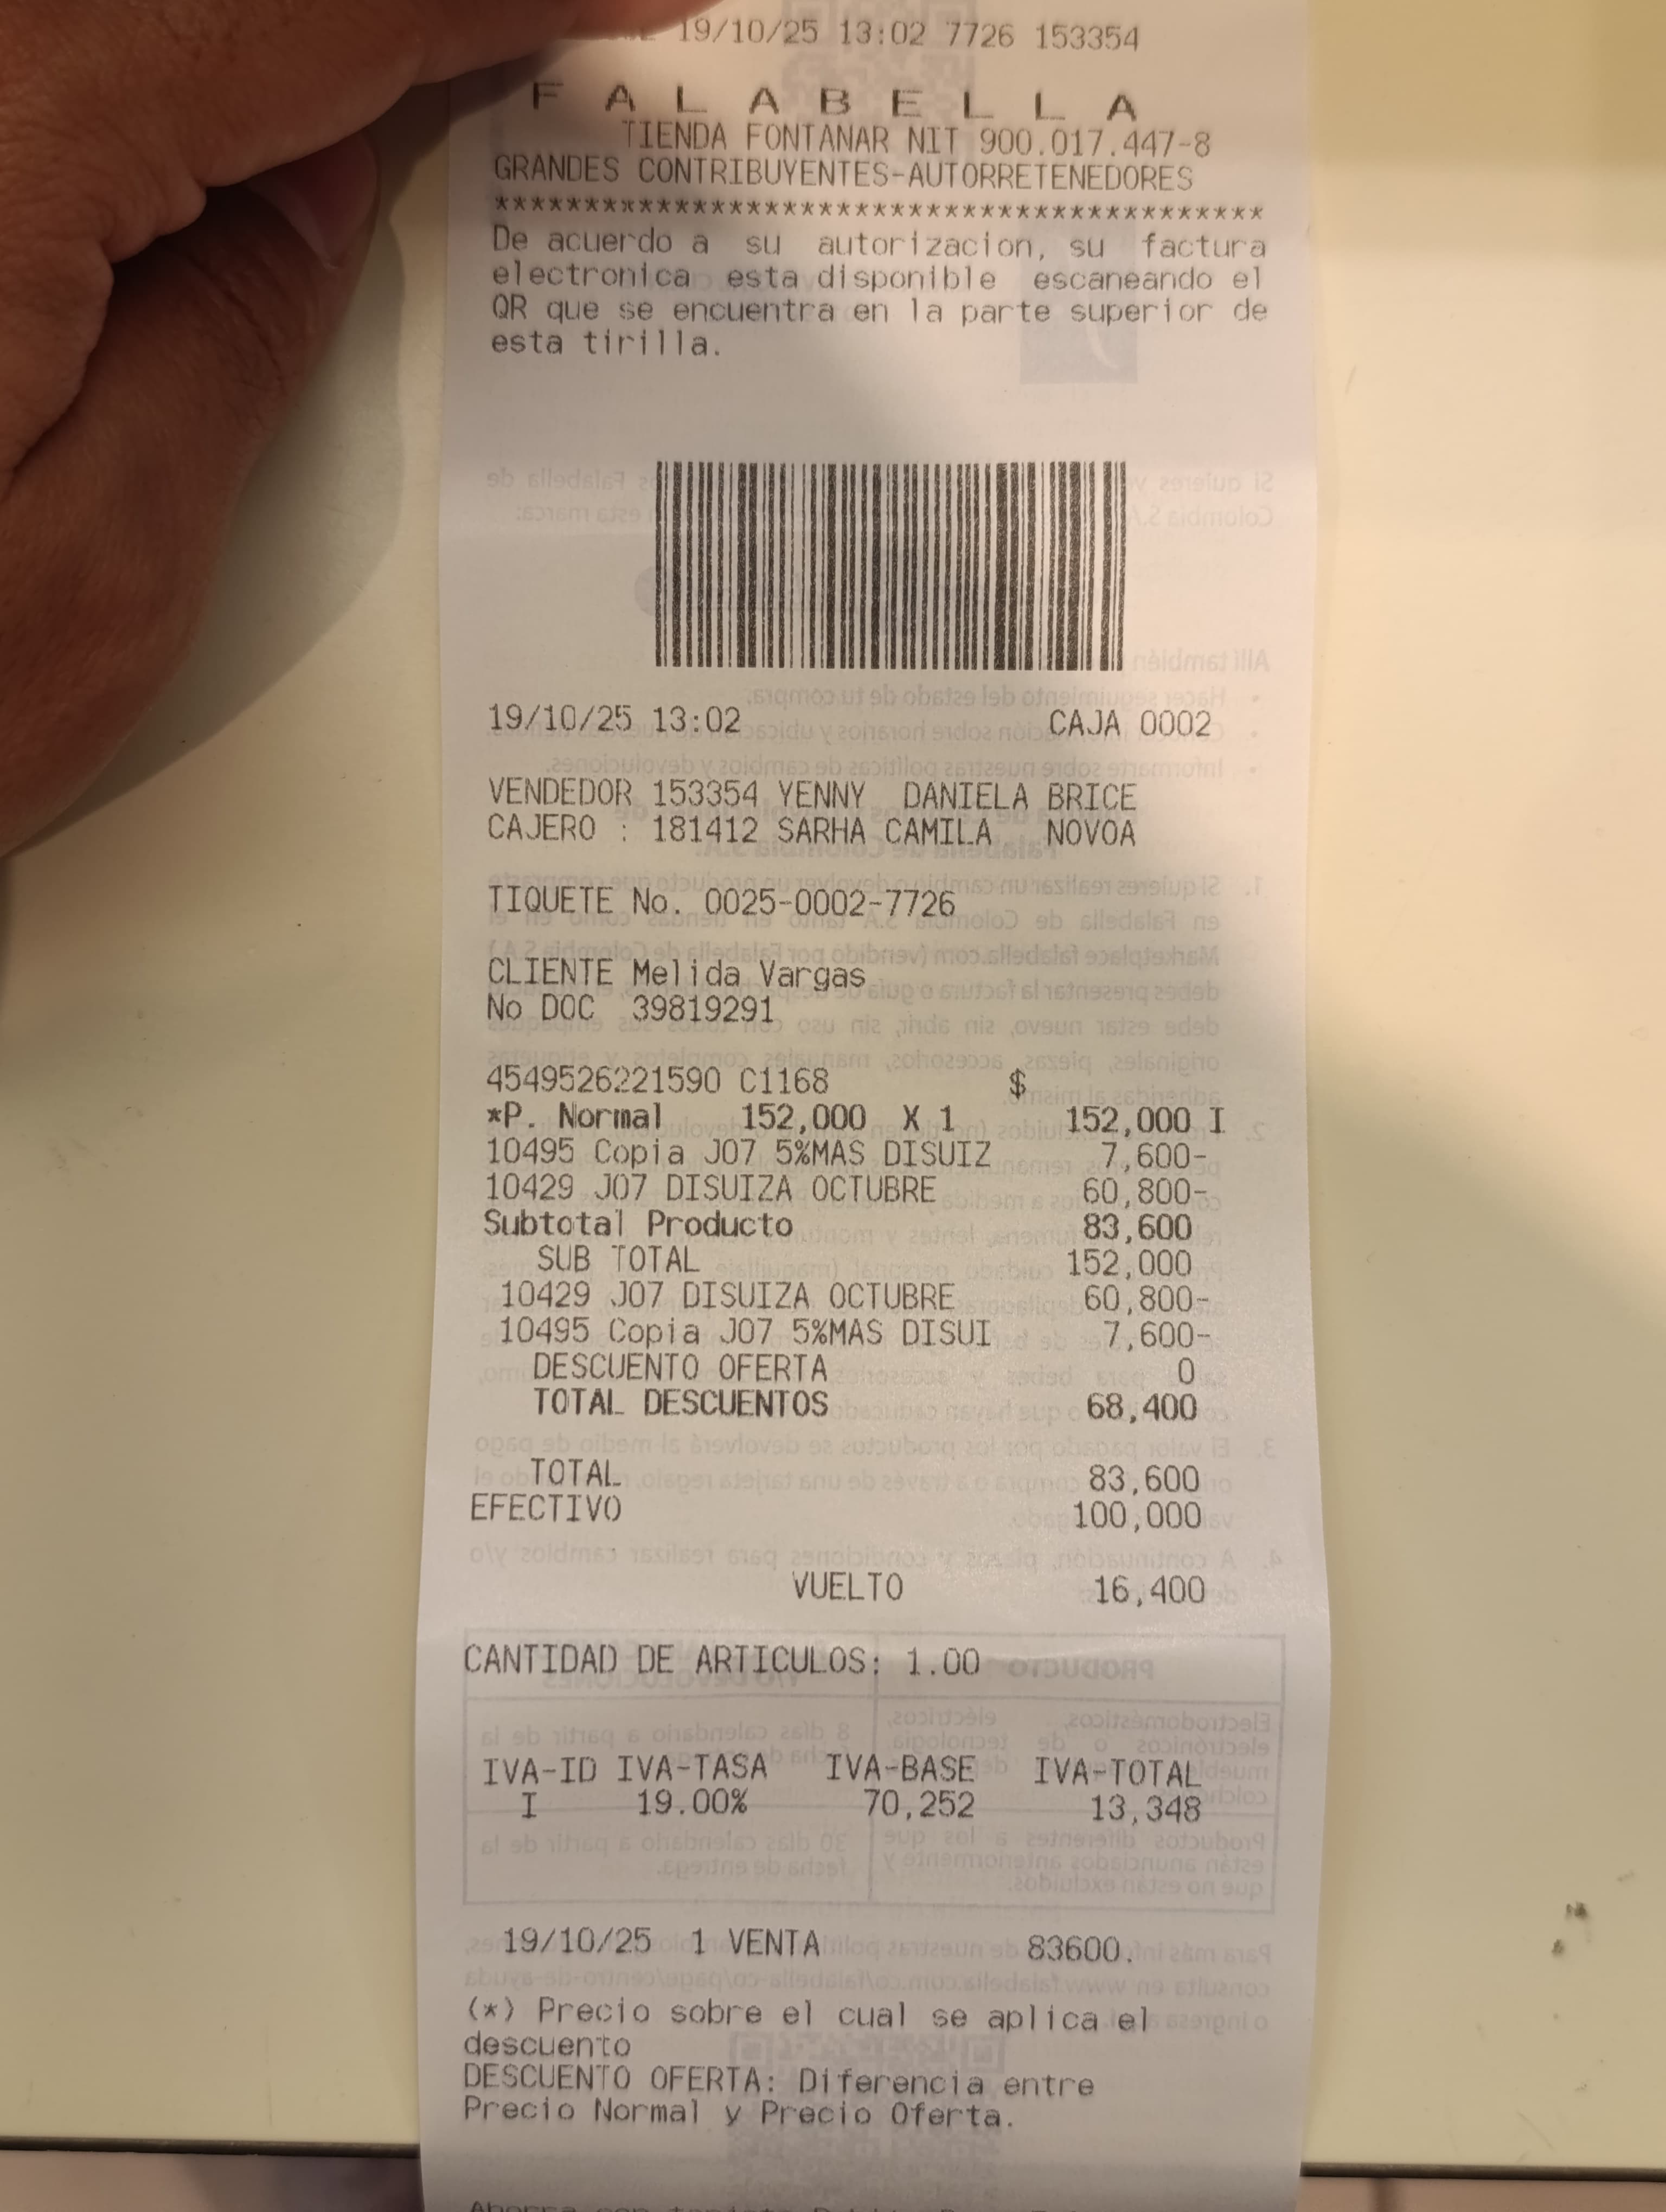 19/10/25 13:02 7726 153354
F A L A B E L L A
TIENDA FONTANAR NIT 900.017.447-8
GRANDES CONTRIBUYENTES-AUTORRETENEDORES
*******************************************
De acuerdo a su autorizacion, su factura
electronica esta disponible escaneando el
QR que se encuentra en la parte superior de
esta tirilla.
19/10/25 13:02 CAJA 0002
VENDEDOR 153354 YENNY DANIELA BRICE
CAJERO : 181412 SARHA CAMILA NOVOA
TIQUETE No. 0025-0002-7726
CLIENTE Melida Vargas
No DOC 39819291
4549526221590 C1168 $
*P. Normal 152,000 X 1 152,000 I
10495 Copia J07 5%MAS DISUIZ 7,600-
10429 J07 DISUIZA OCTUBRE 60,800-
Subtotal Producto 83,600
SUB TOTAL 152,000
10429 J07 DISUIZA OCTUBRE 60,800-
10495 Copia J07 5%MAS DISUI 7,600-
DESCUENTO OFERTA 0
TOTAL DESCUENTOS 68,400
TOTAL 83,600
EFECTIVO 100,000
VUELTO 16,400
CANTIDAD DE ARTICULOS: 1.00
IVA-ID IVA-TASA IVA-BASE IVA-TOTAL
I 19.00% 70,252 13,348
19/10/25 1 VENTA 83600.
(*) Precio sobre el cual se aplica el
descuento
DESCUENTO OFERTA: Diferencia entre
Precio Normal y Precio Oferta.